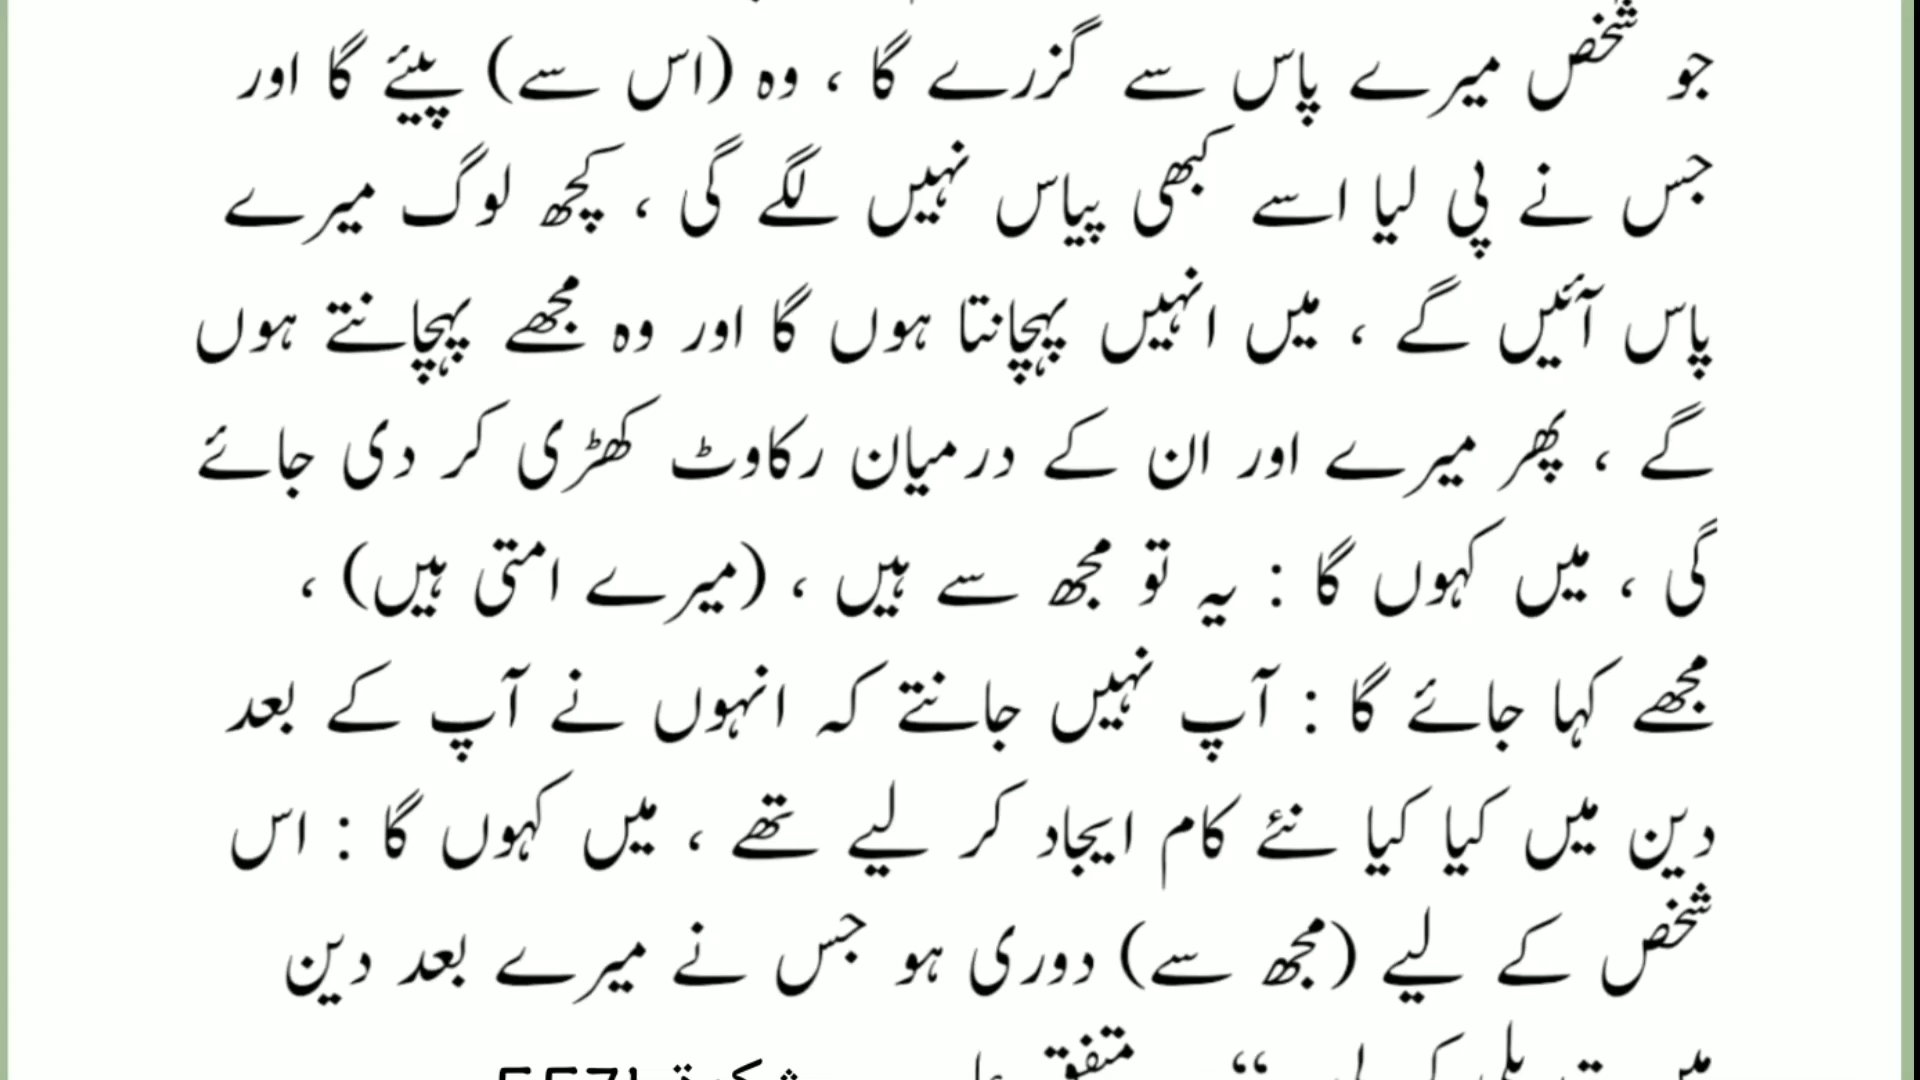 جو شخص میرے پاس سے گزرے گا ، وہ (اس سے) پیئے گا اور
جس نے پی لیا اسے کبھی پیاس نہیں لگے گی ، کچھ لوگ میرے
پاس آئیں گے ، میں انہیں پہچانتا ہوں گا اور وہ مجھے پہچانتے ہوں
گے ، پھر میرے اور ان کے درمیان رکاوٹ کھڑی کر دی جائے
گی ، میں کہوں گا : یہ تو مجھ سے ہیں ، (میرے امتی ہیں) ،
مجھے کہا جائے گا : آپ نہیں جانتے کہ انہوں نے آپ کے بعد
دین میں کیا کیا نئے کام ایجاد کر لیے تھے ، میں کہوں گا : اس
شخص کے لیے (مجھ سے) دوری ہو جس نے میرے بعد دین
میں